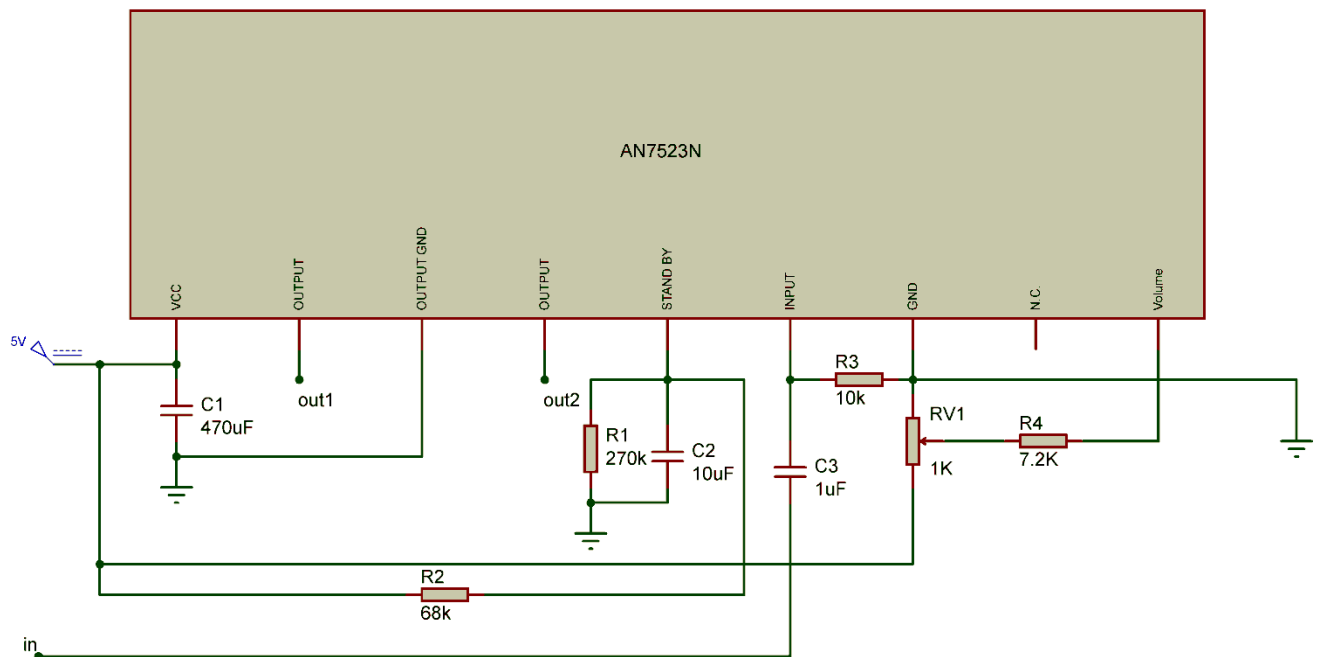 AN7523N
VCC
OUTPUT
OUTPUT GND
OUTPUT
STAND BY
INPUT
GND
N.C.
Volume
5V
C1
470uF
out1
out2
R1
270k
C2
10uF
R3
10k
C3
1uF
RV1
1K
R4
7.2K
R2
68k
in